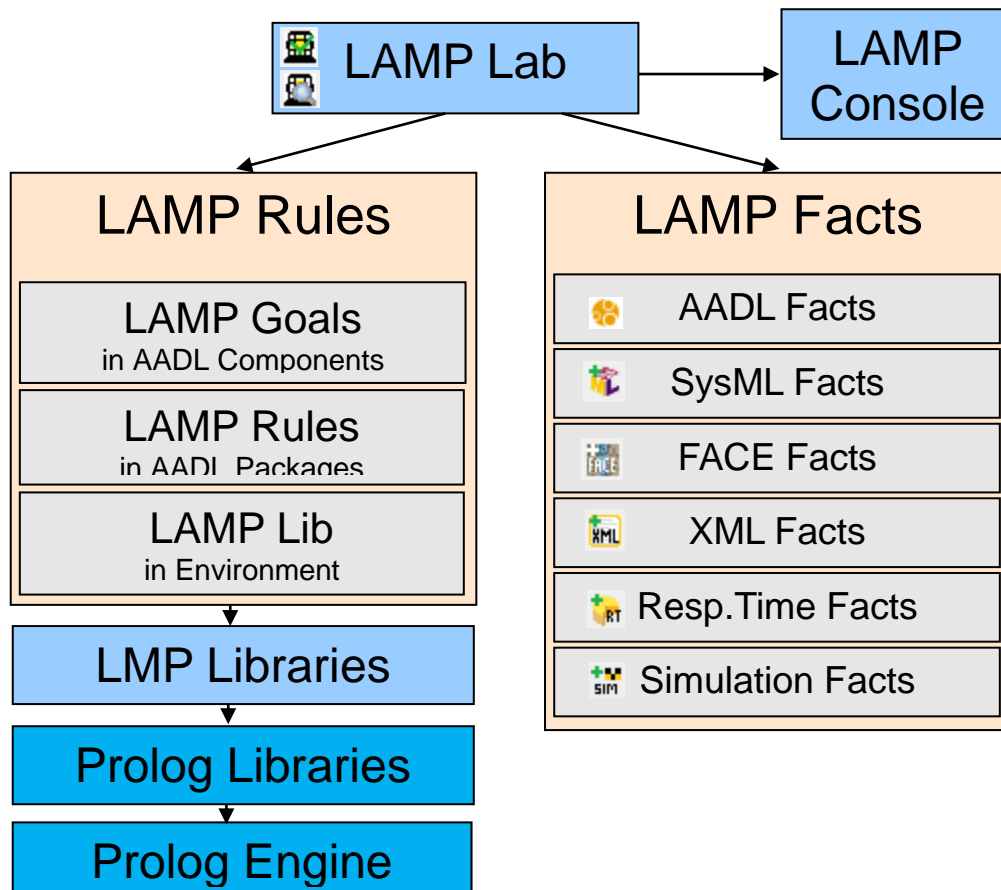 LAMP Lab
LAMP
Console
LAMP Rules
LAMP Goals
in AADL Components
LAMP Rules
in AADL Packages
LAMP Lib
in Environment
LMP Libraries
Prolog Libraries
Prolog Engine
LAMP Facts
AADL Facts
ML
SysML Facts
FACE
FACE Facts
XML
XML Facts
RT
Resp.Time Facts
SIM
Simulation Facts